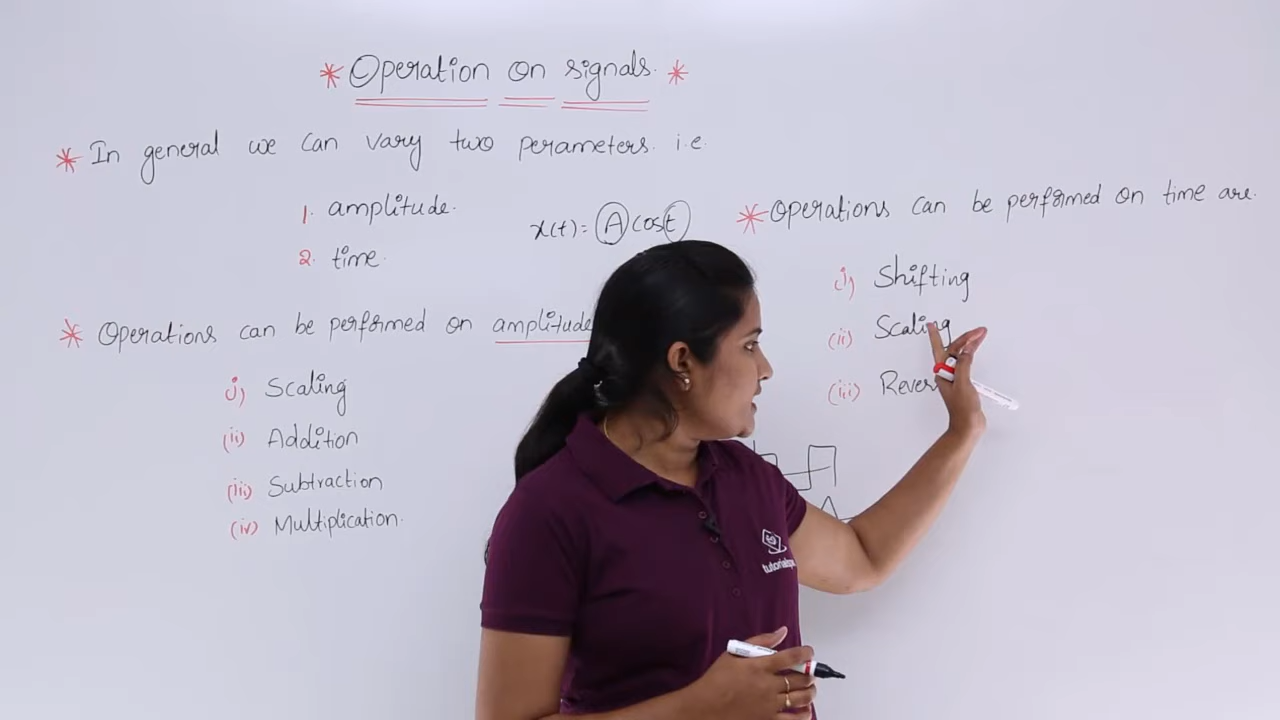 * Operation on signals. *
* In general we can vary two perameters. i.e.
1. amplitude.
2. time.
x(t) = A cost
* Operations can be performed on amplitude
i) Scaling
(ii) Addition
(iii) Subtraction
(iv) Multiplication.
* Operations can be performed on time are.
i) Shifting
(ii) Scaling
(iii)